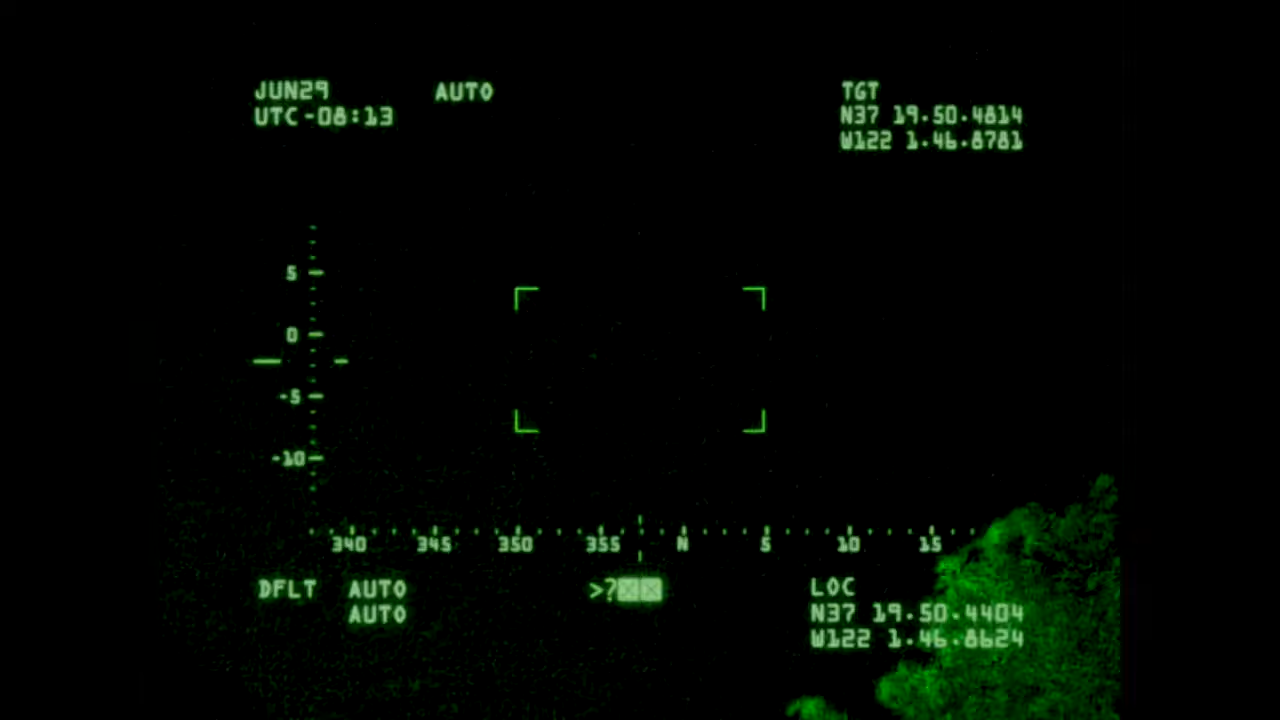 JUN29 AUTO TGT
UTC-08:13 N37 19.50.4814
W122 1.46.8781
5
0
-5
-10
340 345 350 355 N 5 10 15
DFLT AUTO >? LOC
AUTO N37 19.50.4404
W122 1.46.8624